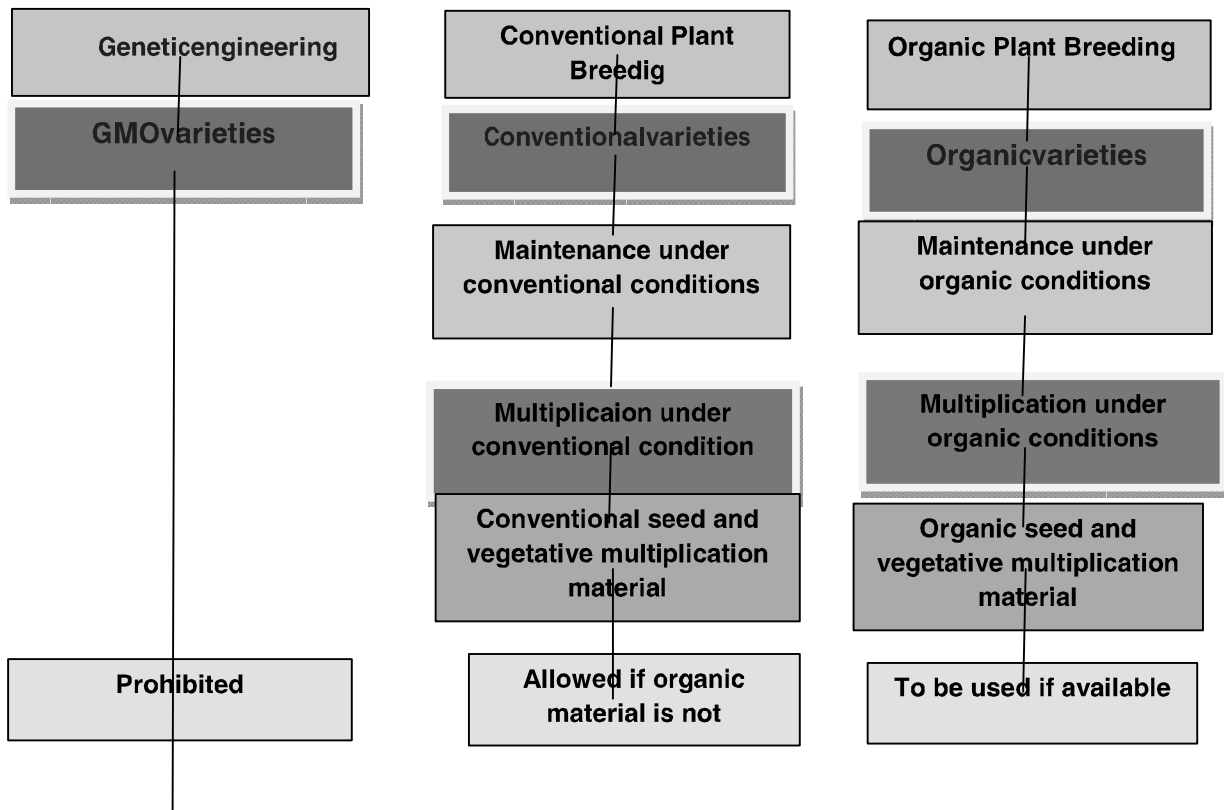 Geneticengineering
GMOvarieties
Prohibited
Conventional Plant
Breedig
Conventionalvarieties
Maintenance under
conventional conditions
Multiplicaion under
conventional condition
Conventional seed and
vegetative multiplication
material
Allowed if organic
material is not
Organic Plant Breeding
Organicvarieties
Maintenance under
organic conditions
Multiplication under
organic conditions
Organic seed and
vegetative multiplication
material
To be used if available